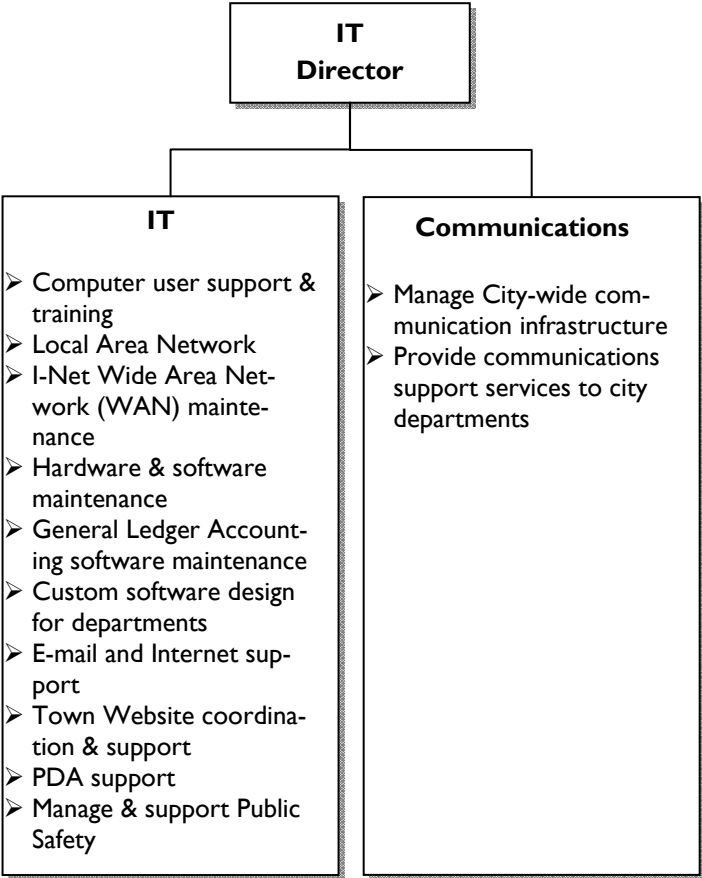 IT
Director
IT
➢ Computer user support &
training
➢ Local Area Network
➢ I-Net Wide Area Net-
work (WAN) mainte-
nance
➢ Hardware & software
maintenance
➢ General Ledger Account-
ing software maintenance
➢ Custom software design
for departments
➢ E-mail and Internet sup-
port
➢ Town Website coordina-
tion & support
➢ PDA support
➢ Manage & support Public
Safety
Communications
➢ Manage City-wide com-
munication infrastructure
➢ Provide communications
support services to city
departments